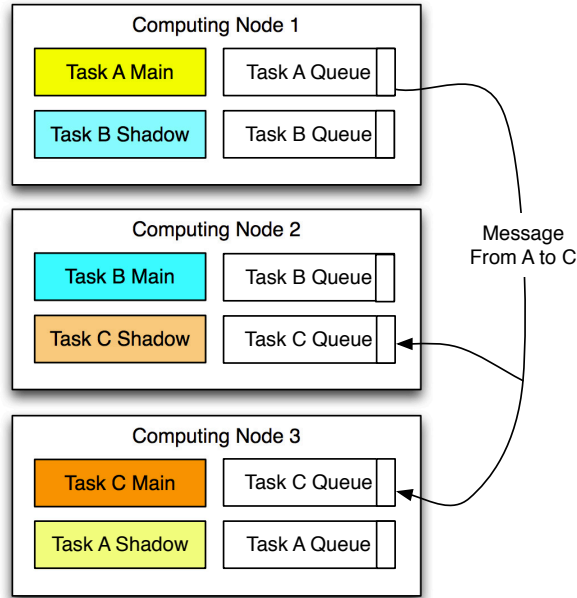 Computing Node 1
Task A Main
Task A Queue
Task B Shadow
Task B Queue
Message
From A to C
Computing Node 2
Task B Main
Task B Queue
Task C Shadow
Task C Queue
Computing Node 3
Task C Main
Task C Queue
Task A Shadow
Task A Queue